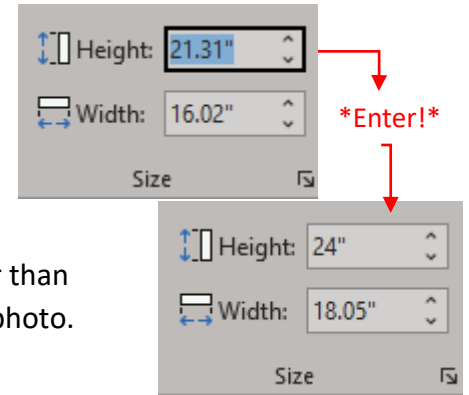 Height: 21.31"
Width: 16.02"
Size
*Enter!*
Height: 24"
Width: 18.05"
Size
than
photo.